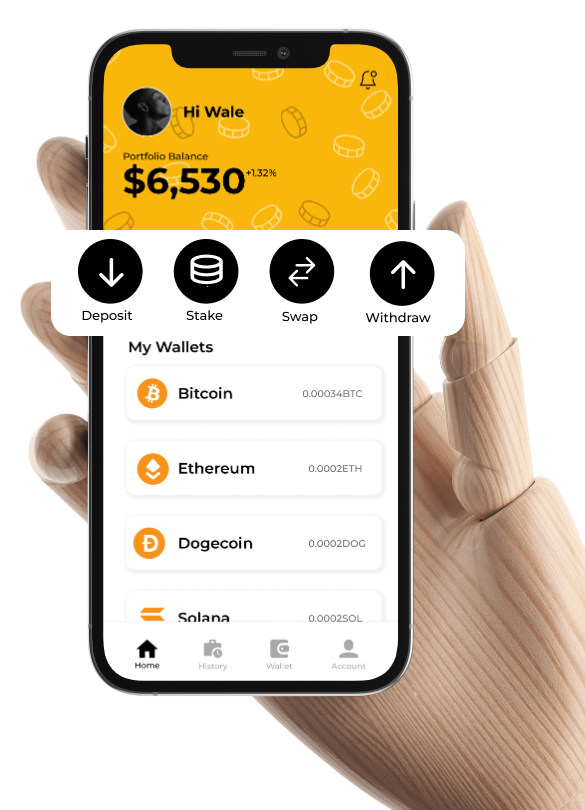 Hi Wale
Portfolio Balance
$6,530 +1.32%
Deposit Stake Swap Withdraw
My Wallets
Bitcoin 0.00034BTC
Ethereum 0.0002ETH
Dogecoin 0.0002DOG
Solana 0.0002SOL
Home History Wallet Account